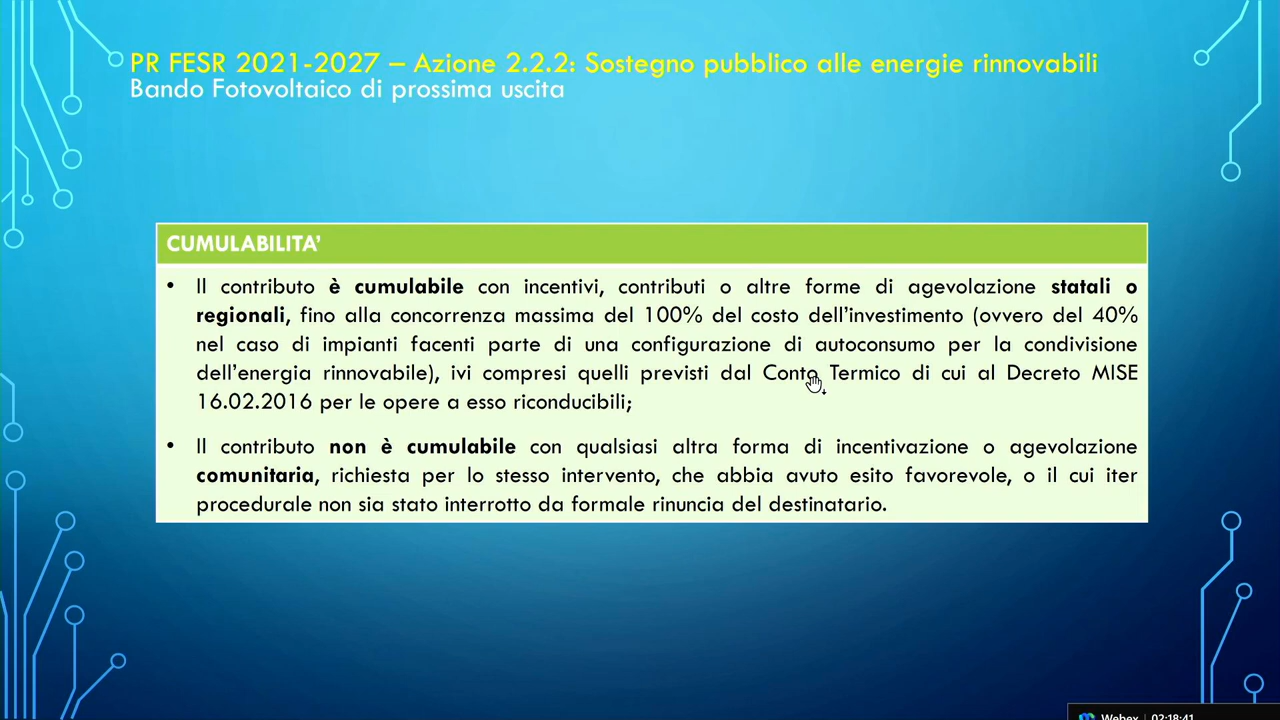 PR FESR 2021-2027 – Azione 2.2.2: Sostegno pubblico alle energie rinnovabili
Bando Fotovoltaico di prossima uscita
CUMULABILITA’
• Il contributo è cumulabile con incentivi, contributi o altre forme di agevolazione statali o
regionali, fino alla concorrenza massima del 100% del costo dell’investimento (ovvero del 40%
nel caso di impianti facenti parte di una configurazione di autoconsumo per la condivisione
dell’energia rinnovabile), ivi compresi quelli previsti dal Conto Termico di cui al Decreto MISE
16.02.2016 per le opere a esso riconducibili;
• Il contributo non è cumulabile con qualsiasi altra forma di incentivazione o agevolazione
comunitaria, richiesta per lo stesso intervento, che abbia avuto esito favorevole, o il cui iter
procedurale non sia stato interrotto da formale rinuncia del destinatario.
Webex | 02:18:41